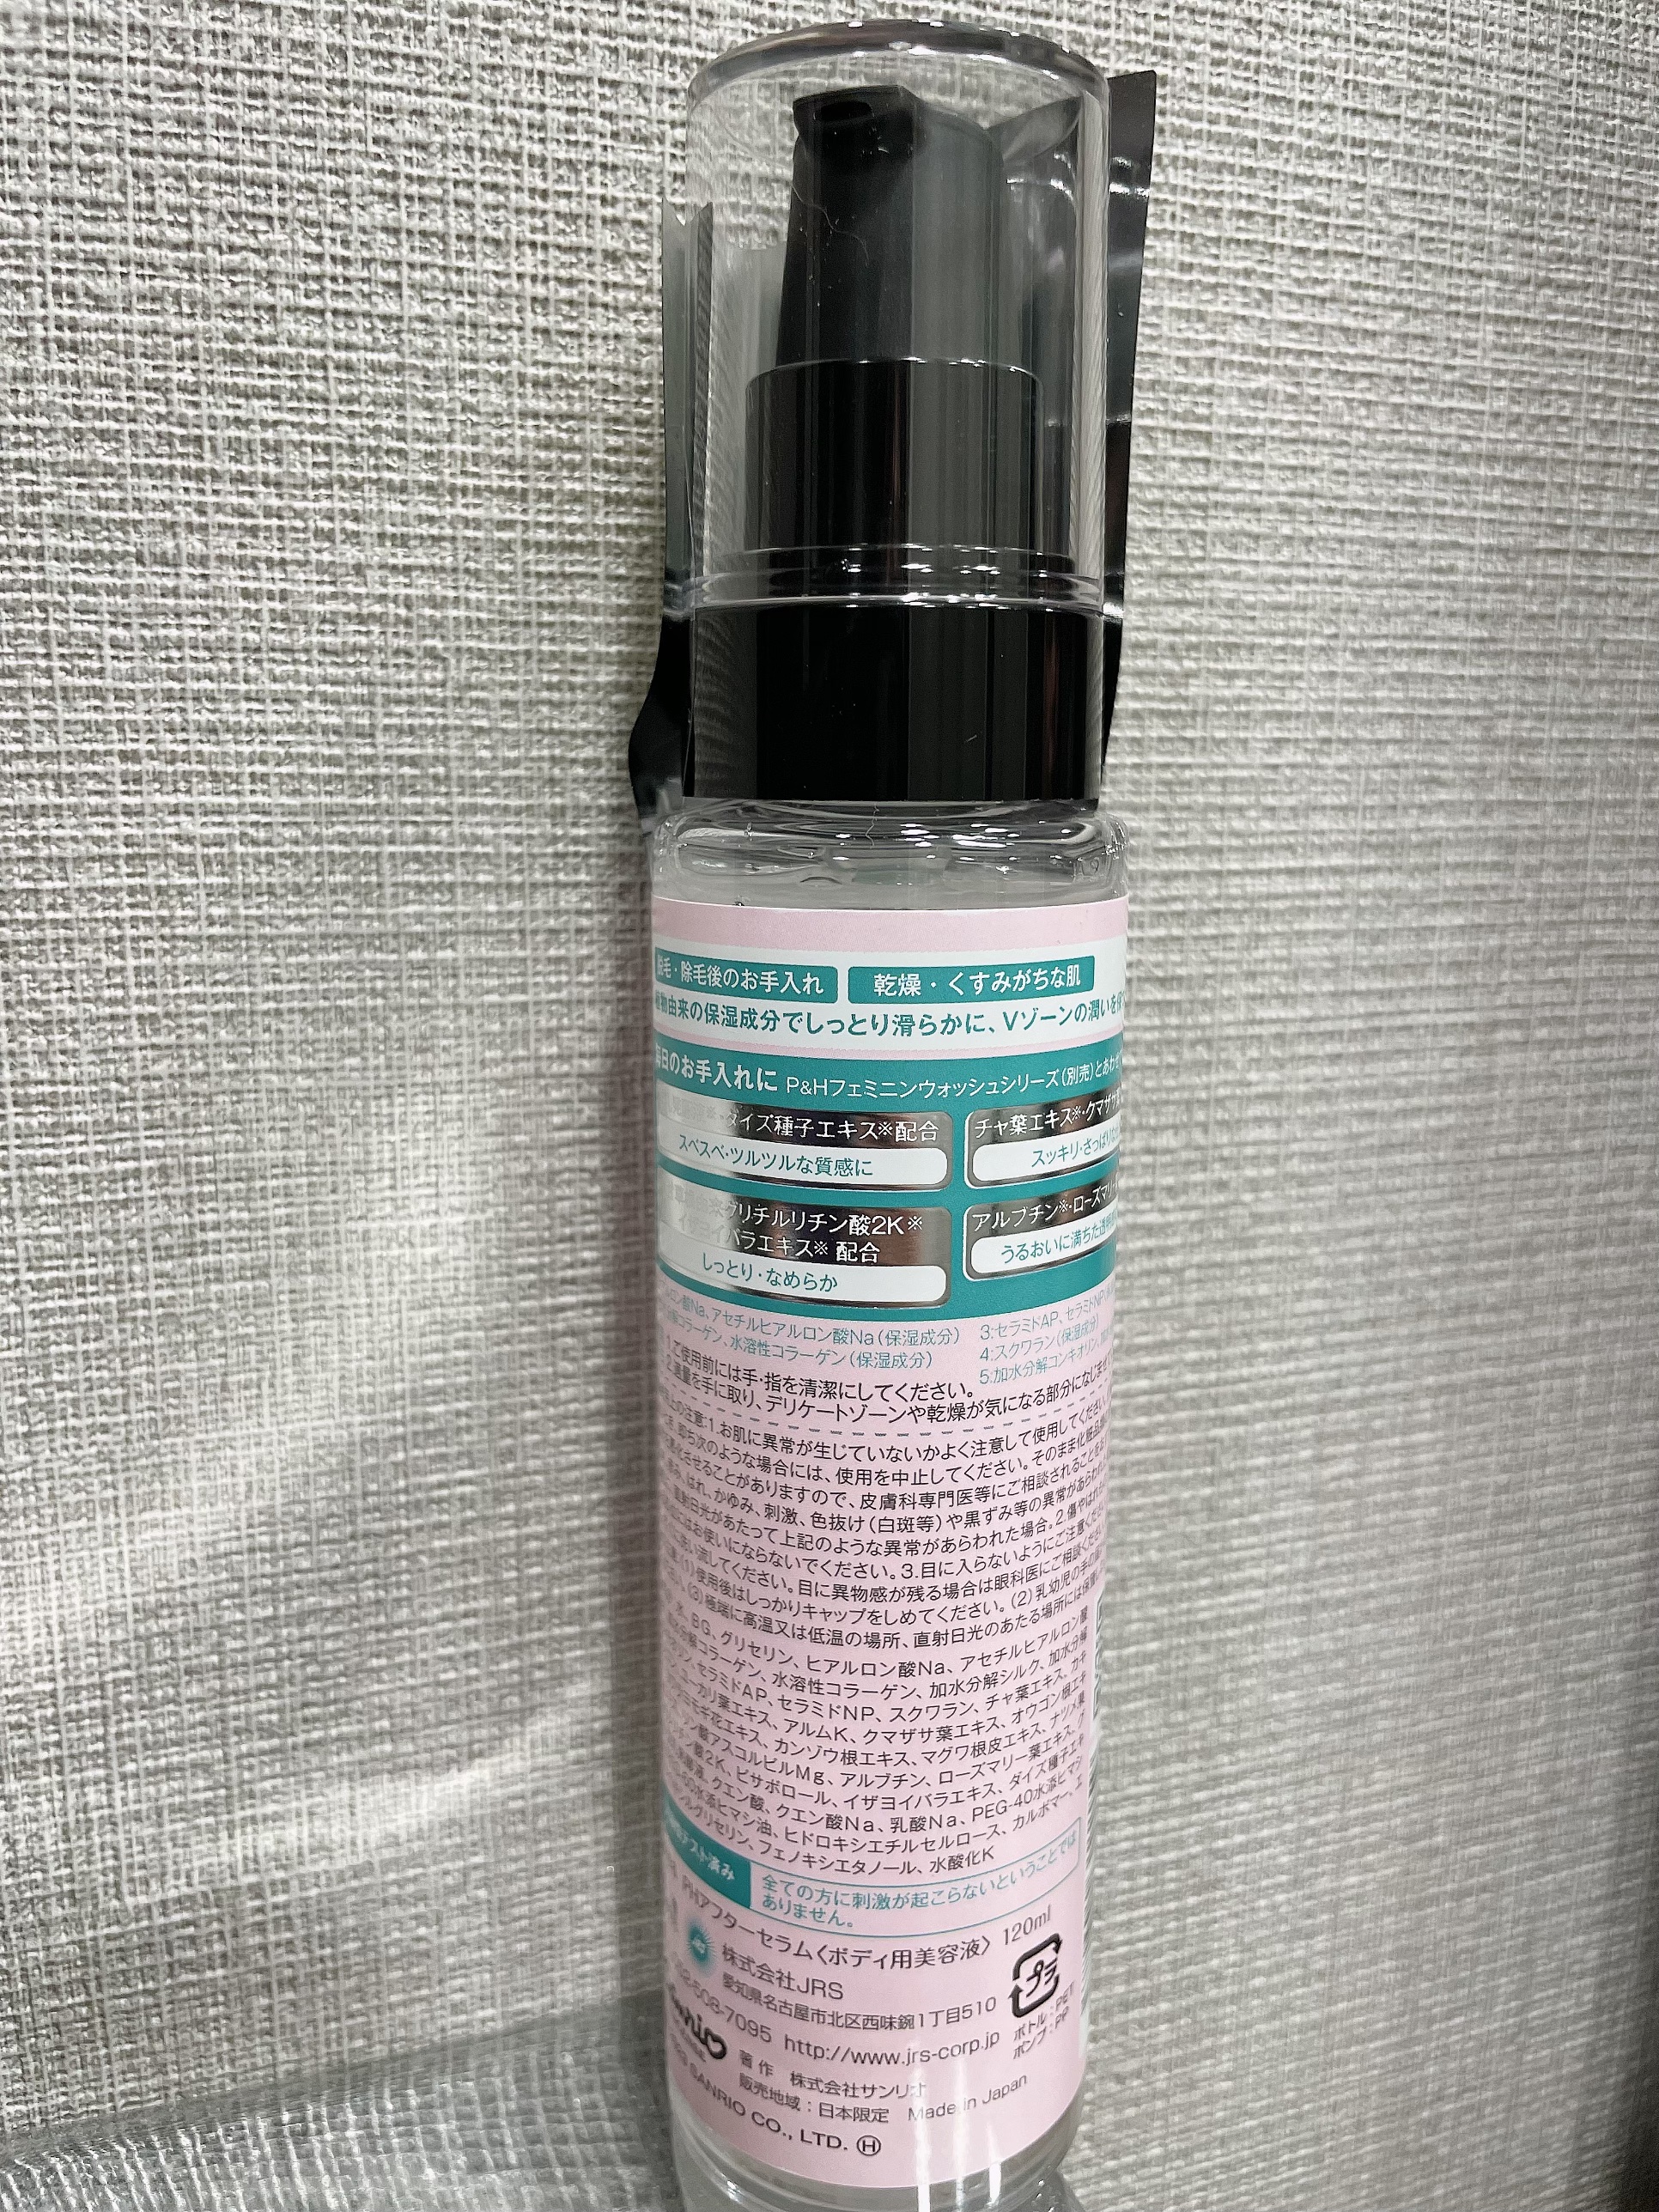 脱毛・除毛後のお手入れ
乾燥・くすみがちな肌
植物由来の保湿成分でしっとり滑らかに、Vゾーンの潤いを
毎日のお手入れに P&Hフェミニンウォッシュシリーズ（別売）とあわせ
ダイズ種子エキス※配合
スベスベ・ツルツルな質感に
チャ葉エキス※・クマザサ
スッキリ・さっぱり
グリチルリチン酸2K※
イバラエキス※ 配合
しっとり・なめらか
アルブチン※・ローズマリー
うるおいに満ちた透明
ロン酸Na、アセチルヒアルロン酸Na（保湿成分）
コラーゲン、水溶性コラーゲン（保湿成分）
3:セラミドAP、セラミドNP
4:スクワラン（保湿成分）
5:加水分解コンキオリン、
1.ご使用前には手・指を清潔にしてください。
2.適量を手に取り、デリケートゾーンや乾燥が気になる部分になじませ
上の注意:1.お肌に異常が生じていないかよく注意して使用してください。
即ち次のような場合には、使用を中止してください。そのまま化粧品
化させることがありますので、皮膚科専門医等にご相談されることを
はれ、かゆみ、刺激、色抜け（白斑等）や黒ずみ等の異常があらわれた
直射日光があたって上記のような異常があらわれた場合。2.傷やはれ
にはお使いにならないでください。3.目に入らないようにご注意くだ
洗い流してください。目に異物感が残る場合は眼科医にご相談くだ
(1)使用後はしっかりキャップをしめてください。(2)乳幼児の手の
(3)極端に高温又は低温の場所、直射日光のあたる場所には保
水、BG、グリセリン、ヒアルロン酸Na、アセチルヒアルロン酸
分解コラーゲン、水溶性コラーゲン、加水分解シルク、加水分解
セラミドAP、セラミドNP、スクワラン、チャ葉エキス、カキ
ユーカリ葉エキス、アルムK、クマザサ葉エキス、オウゴン根エキ
ヨモギ花エキス、カンゾウ根エキス、マグワ根皮エキス、ナツメ果
酸アスコルビルMg、アルブチン、ローズマリー葉エキス、グ
酸2K、ビサボロール、イザヨイバラエキス、ダイズ種子エキ
クエン酸、クエン酸Na、乳酸Na、PEG-40水添ヒマシ
水添ヒマシ油、ヒドロキシエチルセルロース、カルボマー、エ
ルグリセリン、フェノキシエタノール、水酸化K
テスト済み
全ての方に刺激が起こらないということでは
ありません。
PHアフターセラム〈ボディ用美容液〉 120ml
株式会社JRS
愛知県名古屋市北区西味鋺1丁目510
508-7095 http://www.jrs-corp.jp
プラ
ボトル：PET
ポンプ：PP
著作 株式会社サンリオ
販売地域：日本限定 Made in Japan
SANRIO CO., LTD. Ⓗ